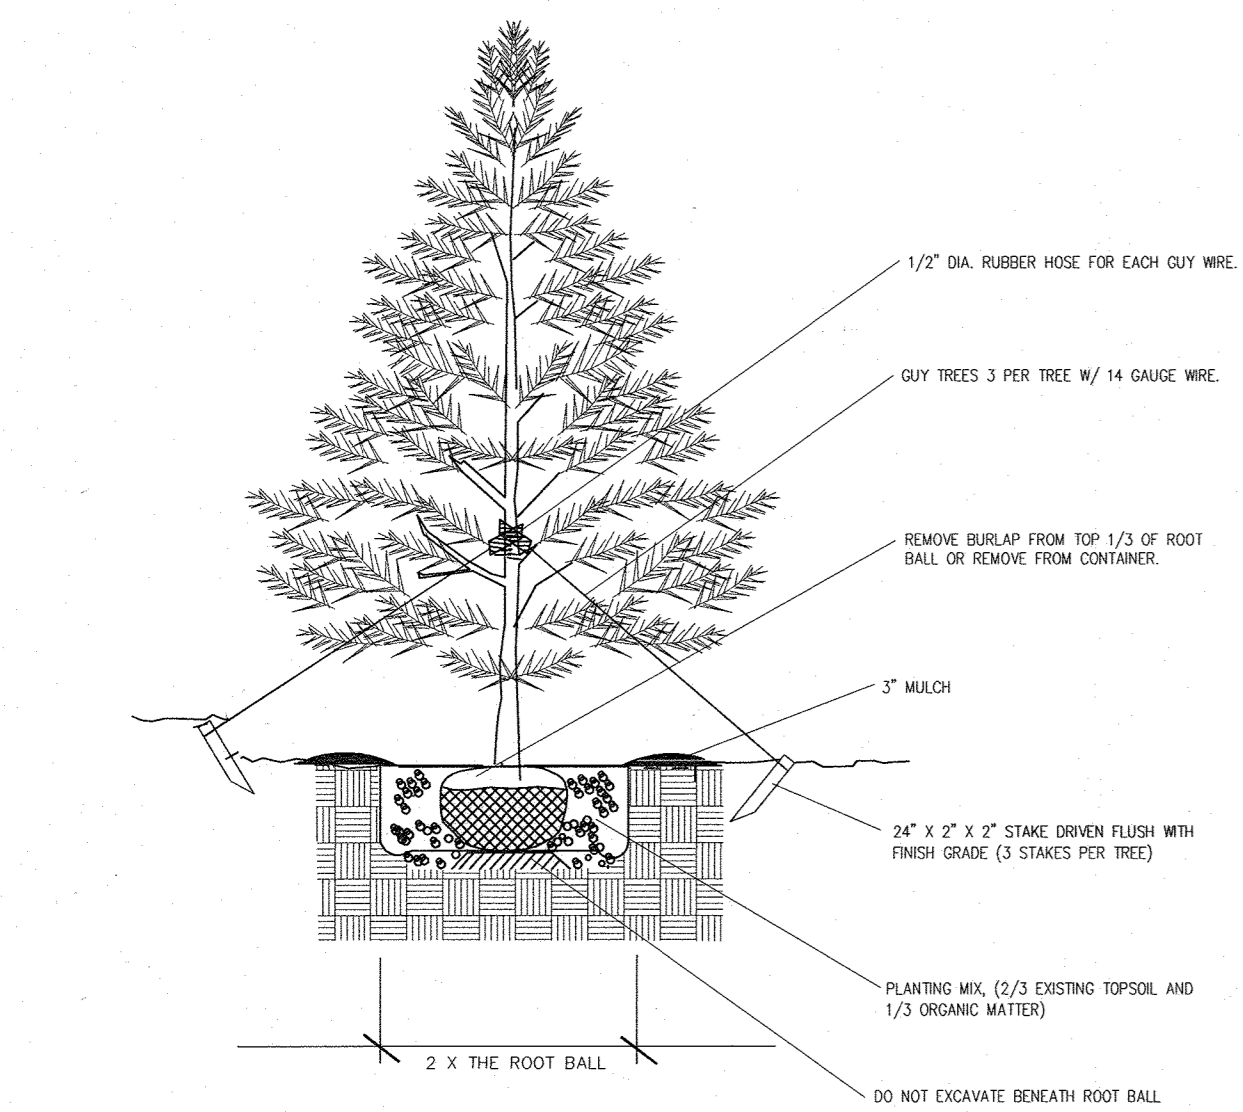 1/2" DIA. RUBBER HOSE FOR EACH GUY WIRE.
GUY TREES 3 PER TREE W/ 14 GAUGE WIRE.
REMOVE BURLAP FROM TOP 1/3 OF ROOT
BALL OR REMOVE FROM CONTAINER.
3" MULCH
24" X 2" X 2" STAKE DRIVEN FLUSH WITH
FINISH GRADE (3 STAKES PER TREE)
PLANTING MIX, (2/3 EXISTING TOPSOIL AND
1/3 ORGANIC MATTER)
2 X THE ROOT BALL
DO NOT EXCAVATE BENEATH ROOT BALL